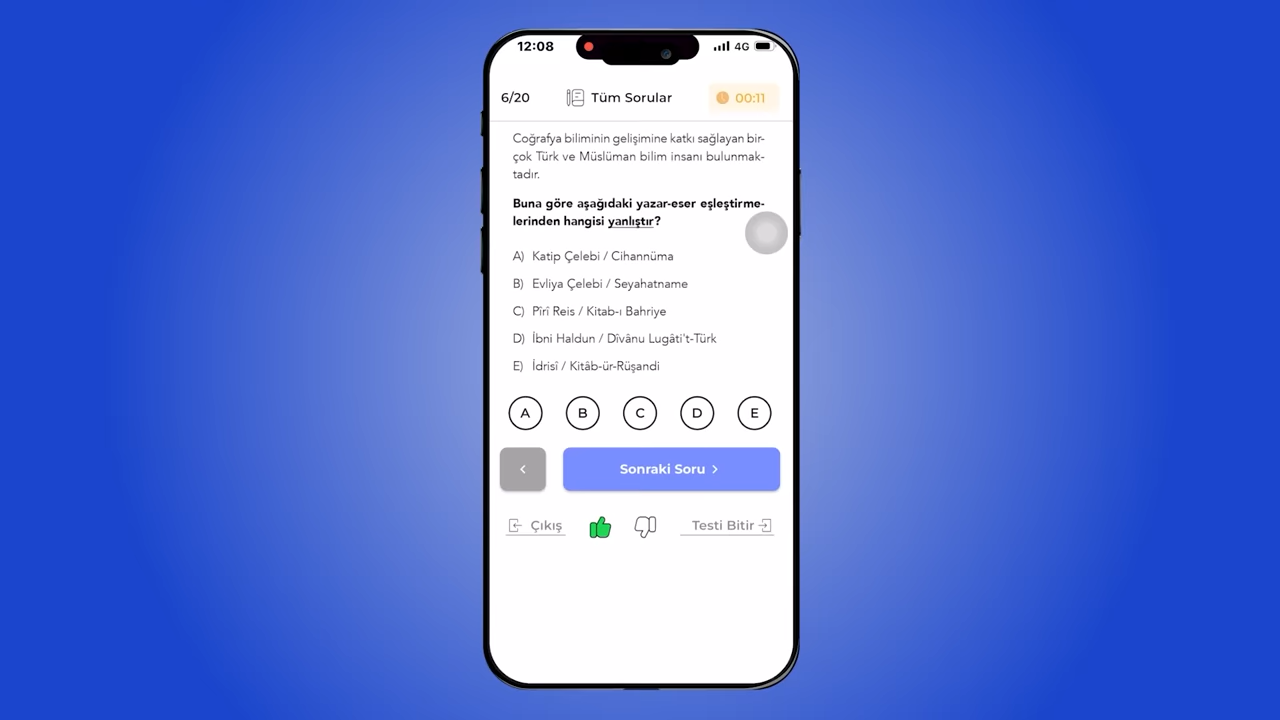 12:08
4G
6/20
Tüm Sorular
00:11
Coğrafya biliminin gelişimine katkı sağlayan bir-
çok Türk ve Müslüman bilim insanı bulunmak-
tadır.
Buna göre aşağıdaki yazar-eser eşleştirme-
lerinden hangisi yanlıştır?
A) Katip Çelebi / Cihannüma
B) Evliya Çelebi / Seyahatname
C) Pîrî Reis / Kitab-ı Bahriye
D) İbni Haldun / Dîvânu Lugâti't-Türk
E) İdrisî / Kitâb-ür-Rüşandi
A B C D E
Sonraki Soru
Çıkış
Testi Bitir